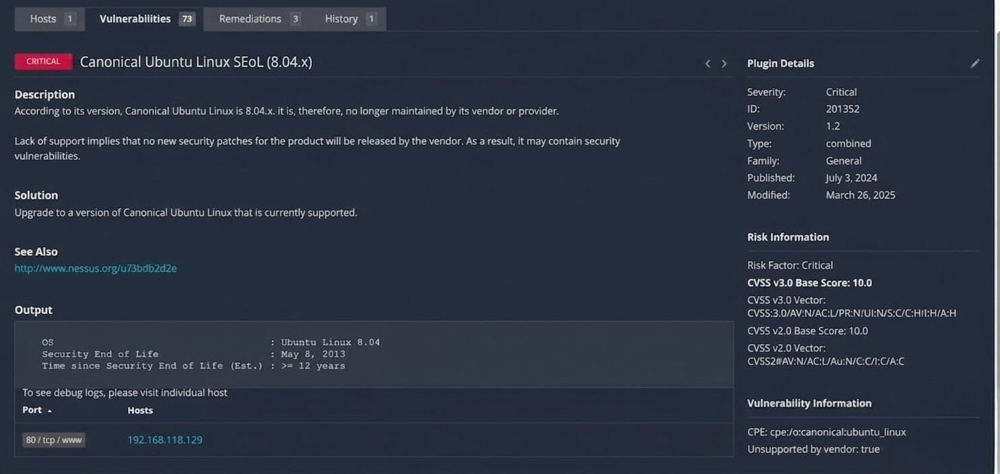 Hosts 1 Vulnerabilities 73 Remediations 3 History 1
CRITICAL Canonical Ubuntu Linux SEoL (8.04.x)
Description
According to its version, Canonical Ubuntu Linux is 8.04.x. it is, therefore, no longer maintained by its vendor or provider.
Lack of support implies that no new security patches for the product will be released by the vendor. As a result, it may contain security
vulnerabilities.
Solution
Upgrade to a version of Canonical Ubuntu Linux that is currently supported.
See Also
http://www.nessus.org/u73bdb2d2e
Output
OS : Ubuntu Linux 8.04
Security End of Life : May 8, 2013
Time since Security End of Life (Est.) : >= 12 years
To see debug logs, please visit individual host
Port Hosts
80 / tcp / www 192.168.118.129
Plugin Details
Severity: Critical
ID: 201352
Version: 1.2
Type: combined
Family: General
Published: July 3, 2024
Modified: March 26, 2025
Risk Information
Risk Factor: Critical
CVSS v3.0 Base Score: 10.0
CVSS v3.0 Vector:
CVSS:3.0/AV:N/AC:L/PR:N/UI:N/S:C/C:H/I:H/A:H
CVSS v2.0 Base Score: 10.0
CVSS v2.0 Vector:
CVSS2#AV:N/AC:L/Au:N/C:C/I:C/A:C
Vulnerability Information
CPE: cpe:/o:canonical:ubuntu_linux
Unsupported by vendor: true